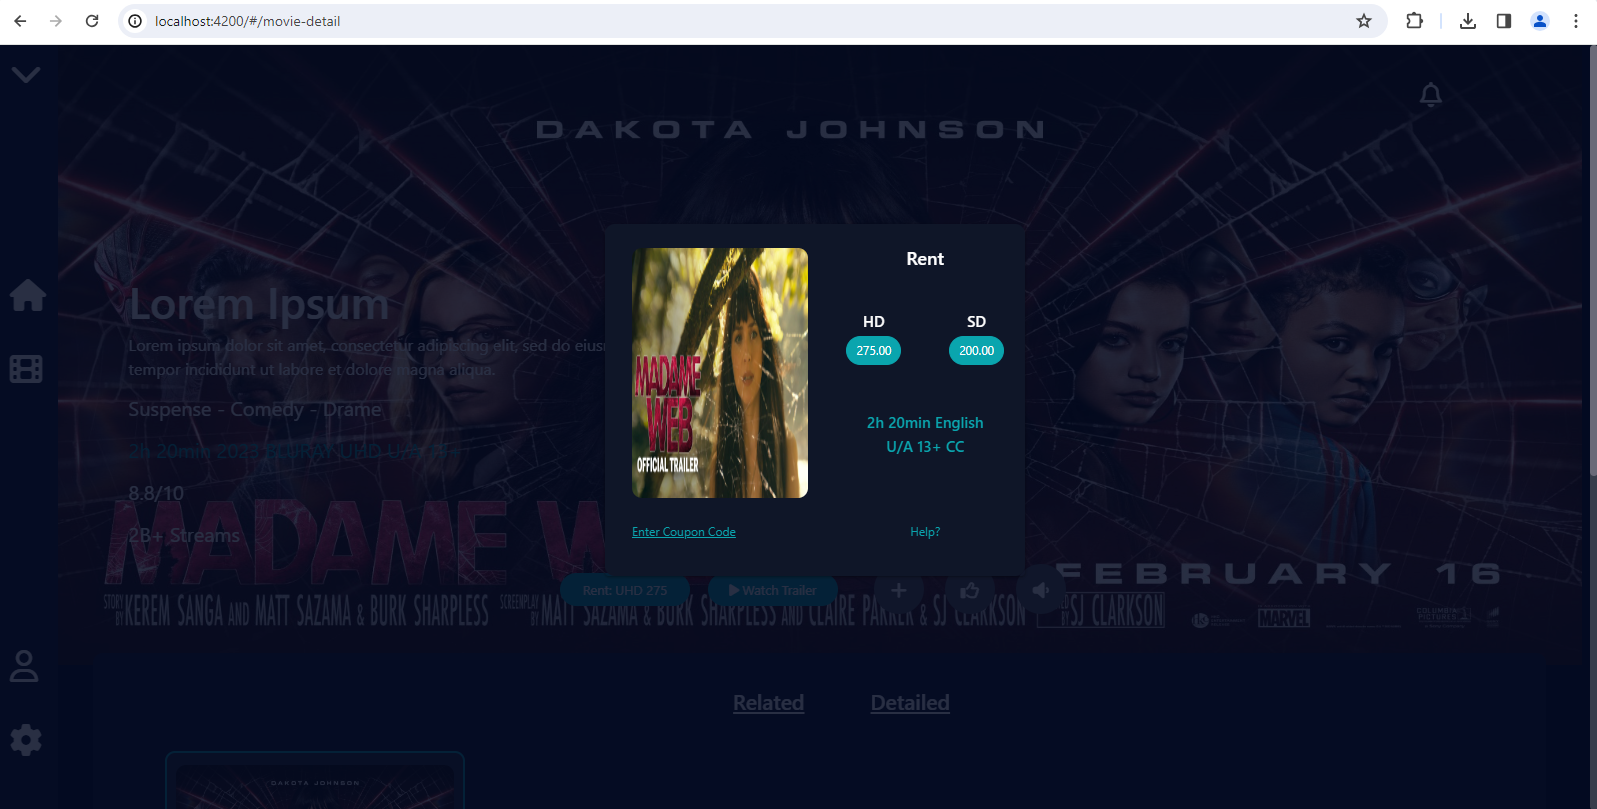 localhost:4200/#/movie-detail
DAKOTA JOHNSON
Rent
HD
SD
275.00
200.00
2h 20min English
U/A 13+ CC
MADAME
WEB
OFFICIAL TRAILER
Enter Coupon Code
Help?
Lorem Ipsum
Lorem ipsum dolor sit amet, consectetur adipiscing elit, sed do eiusm
tempor incididunt ut labore et dolore magna aliqua.
Suspense - Comedy - Drame
2h 20min 2023 BLURAY UHD U/A
8.8/10
2B+ Streams
MADAME W
FEBRUARY 16
Rent: UHD 275
Watch Trailer
STORY BY KEREM SANGA AND MATT SAZAMA & BURK SHARPLESS SCREENPLAY BY MATT SAZAMA & BURK SHARPLESS AND CLAIRE PARKER & SJ CLARKSON BY SJ CLARKSON
MARVEL
COLUMBIA
PICTURES
Related
Detailed
DAKOTA JOHNSON